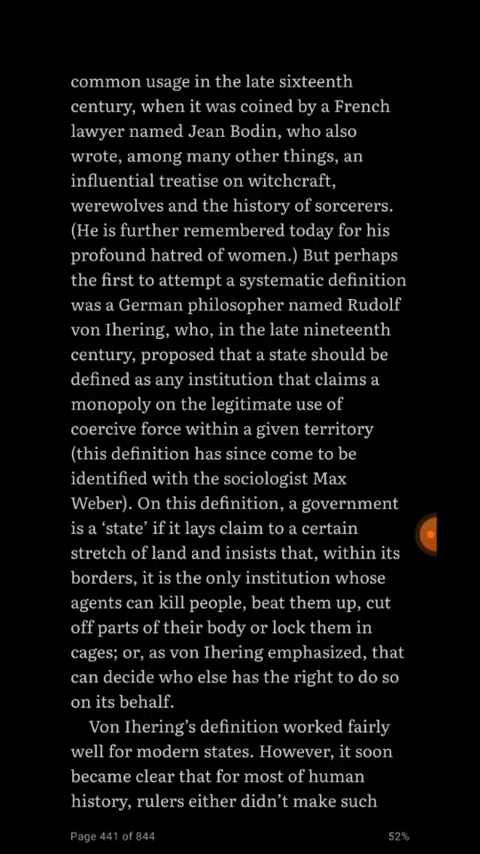 common usage in the late sixteenth
century, when it was coined by a French
lawyer named Jean Bodin, who also
wrote, among many other things, an
influential treatise on witchcraft,
werewolves and the history of sorcerers.
(He is further remembered today for his
profound hatred of women.) But perhaps
the first to attempt a systematic definition
was a German philosopher named Rudolf
von Ihering, who, in the late nineteenth
century, proposed that a state should be
defined as any institution that claims a
monopoly on the legitimate use of
coercive force within a given territory
(this definition has since come to be
identified with the sociologist Max
Weber). On this definition, a government
is a ‘state’ if it lays claim to a certain
stretch of land and insists that, within its
borders, it is the only institution whose
agents can kill people, beat them up, cut
off parts of their body or lock them in
cages; or, as von Ihering emphasized, that
can decide who else has the right to do so
on its behalf.
Von Ihering’s definition worked fairly
well for modern states. However, it soon
became clear that for most of human
history, rulers either didn’t make such
Page 441 of 844 52%